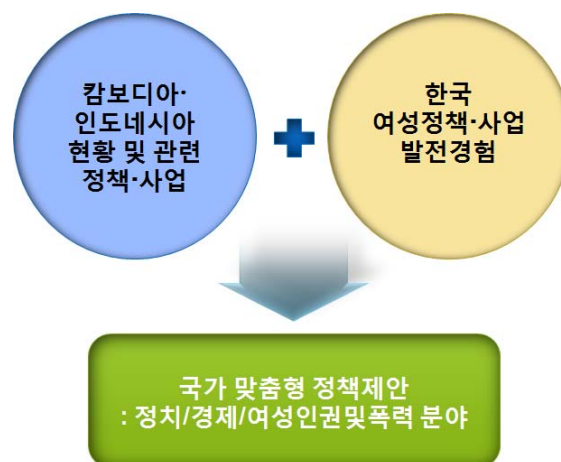 캄보디아·
인도네시아
현황 및 관련
정책·사업
한국
여성정책·사업
발전경험
국가 맞춤형 정책제안
: 정치/경제/여성인권및폭력 분야